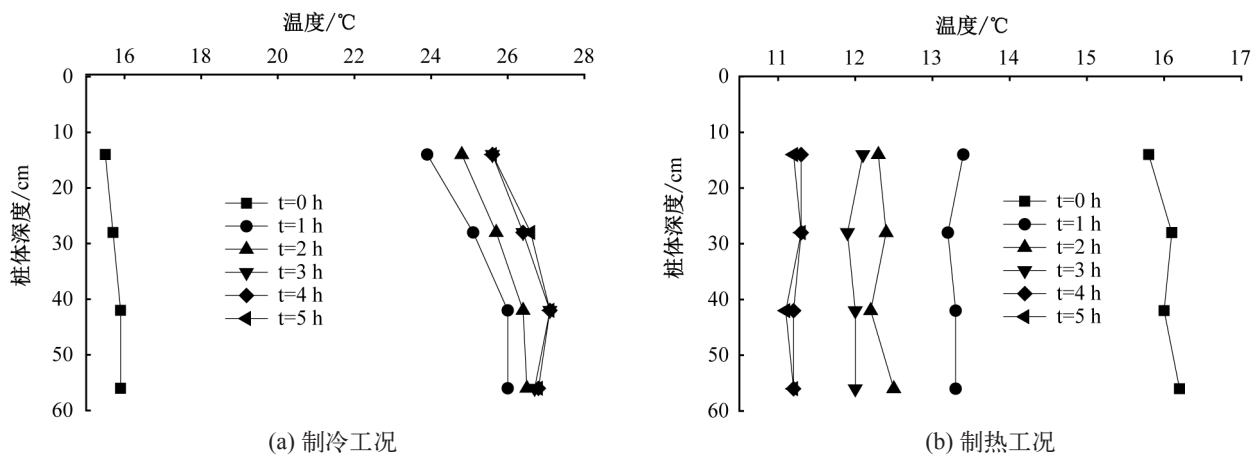 温度/℃
16 18 20 22 24 26 28
0
10
20
30
40
50
60
桩体深度/cm
t=0 h
t=1 h
t=2 h
t=3 h
t=4 h
t=5 h
(a) 制冷工况
温度/℃
11 12 13 14 15 16 17
0
10
20
30
40
50
60
桩体深度/cm
t=0 h
t=1 h
t=2 h
t=3 h
t=4 h
t=5 h
(b) 制热工况